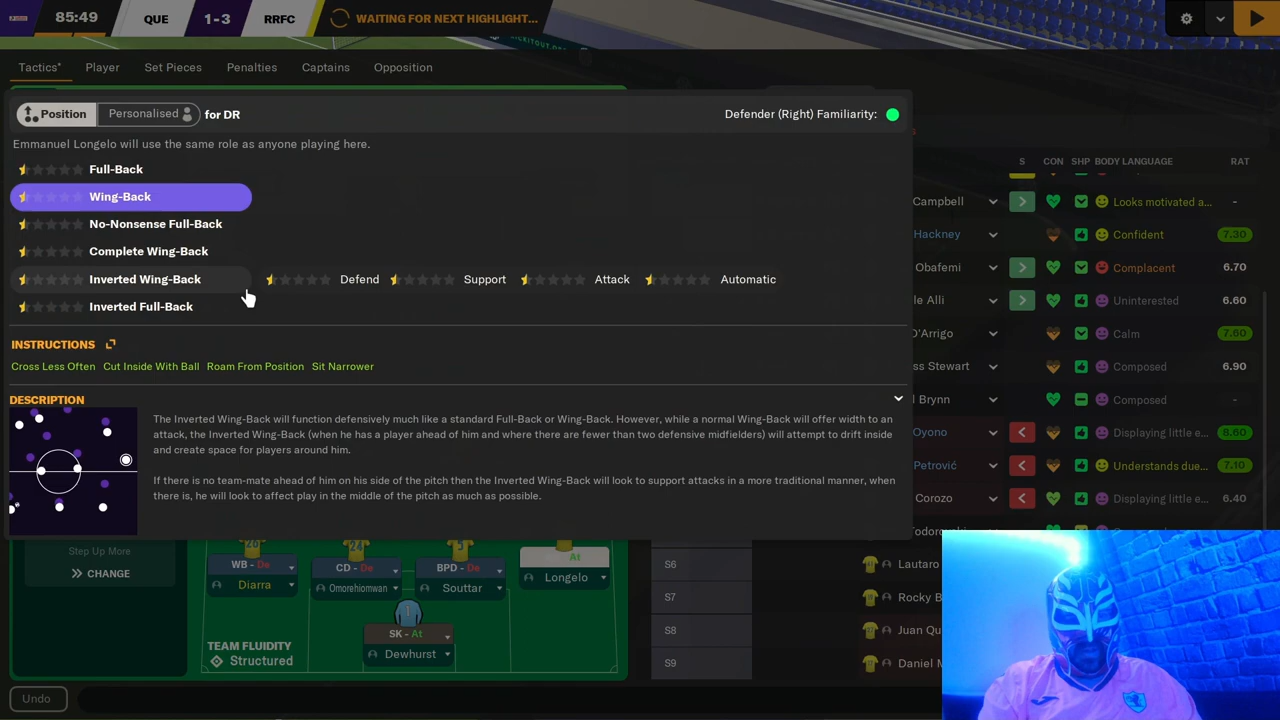 85:49 QUE 1-3 RRFC WAITING FOR NEXT HIGHLIGHT...
Tactics* Player Set Pieces Penalties Captains Opposition
Position Personalised for DR Defender (Right) Familiarity:
Emmanuel Longelo will use the same role as anyone playing here.
Full-Back
Wing-Back
No-Nonsense Full-Back
Complete Wing-Back
Inverted Wing-Back Defend Support Attack Automatic
Inverted Full-Back
INSTRUCTIONS
Cross Less Often Cut Inside With Ball Roam From Position Sit Narrower
DESCRIPTION
The Inverted Wing-Back will function defensively much like a standard Full-Back or Wing-Back. However, while a normal Wing-Back will offer width to an
attack, the Inverted Wing-Back (when he has a player ahead of him and where there are fewer than two defensive midfielders) will attempt to drift inside
and create space for players around him.
If there is no team-mate ahead of him on his side of the pitch then the Inverted Wing-Back will look to support attacks in a more traditional manner, when
there is, he will look to affect play in the middle of the pitch as much as possible.
S CON SHP BODY LANGUAGE RAT
Campbell Looks motivated a... -
Hackney Confident 7.30
Obafemi Complacent 6.70
le Alli Uninterested 6.60
D'Arrigo Calm 7.60
ss Stewart Composed 6.90
l Brynn Composed -
Oyono Displaying little e... 8.60
Petrović Understands due... 7.10
Corozo Displaying little e... 6.40
Step Up More
CHANGE
WB - De CD - De BPD - De At
Diarra Omorehiomwan Souttar Longelo
SK - At
Dewhurst
TEAM FLUIDITY
Structured
S6 Lautaro
S7 Rocky B
S8 Juan Qu
S9 Daniel M
Undo